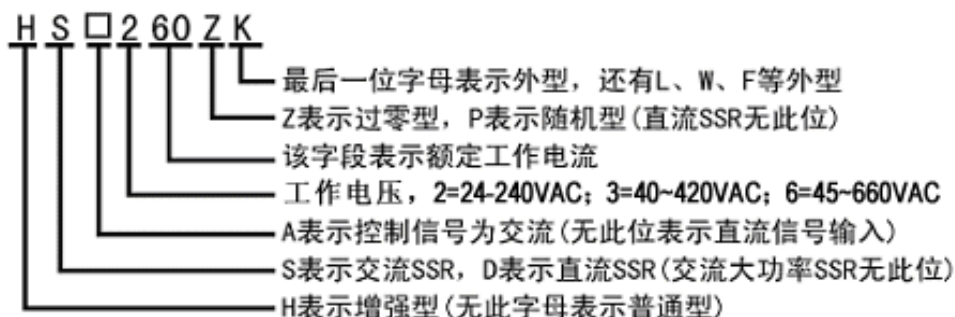 HS□260ZK
最后一位字母表示外型，还有L、W、F等外型
Z表示过零型，P表示随机型(直流SSR无此位)
该字段表示额定工作电流
工作电压，2=24-240VAC；3=40~420VAC；6=45~660VAC
A表示控制信号为交流(无此位表示直流信号输入)
S表示交流SSR，D表示直流SSR(交流大功率SSR无此位)
H表示增强型(无此字母表示普通型)